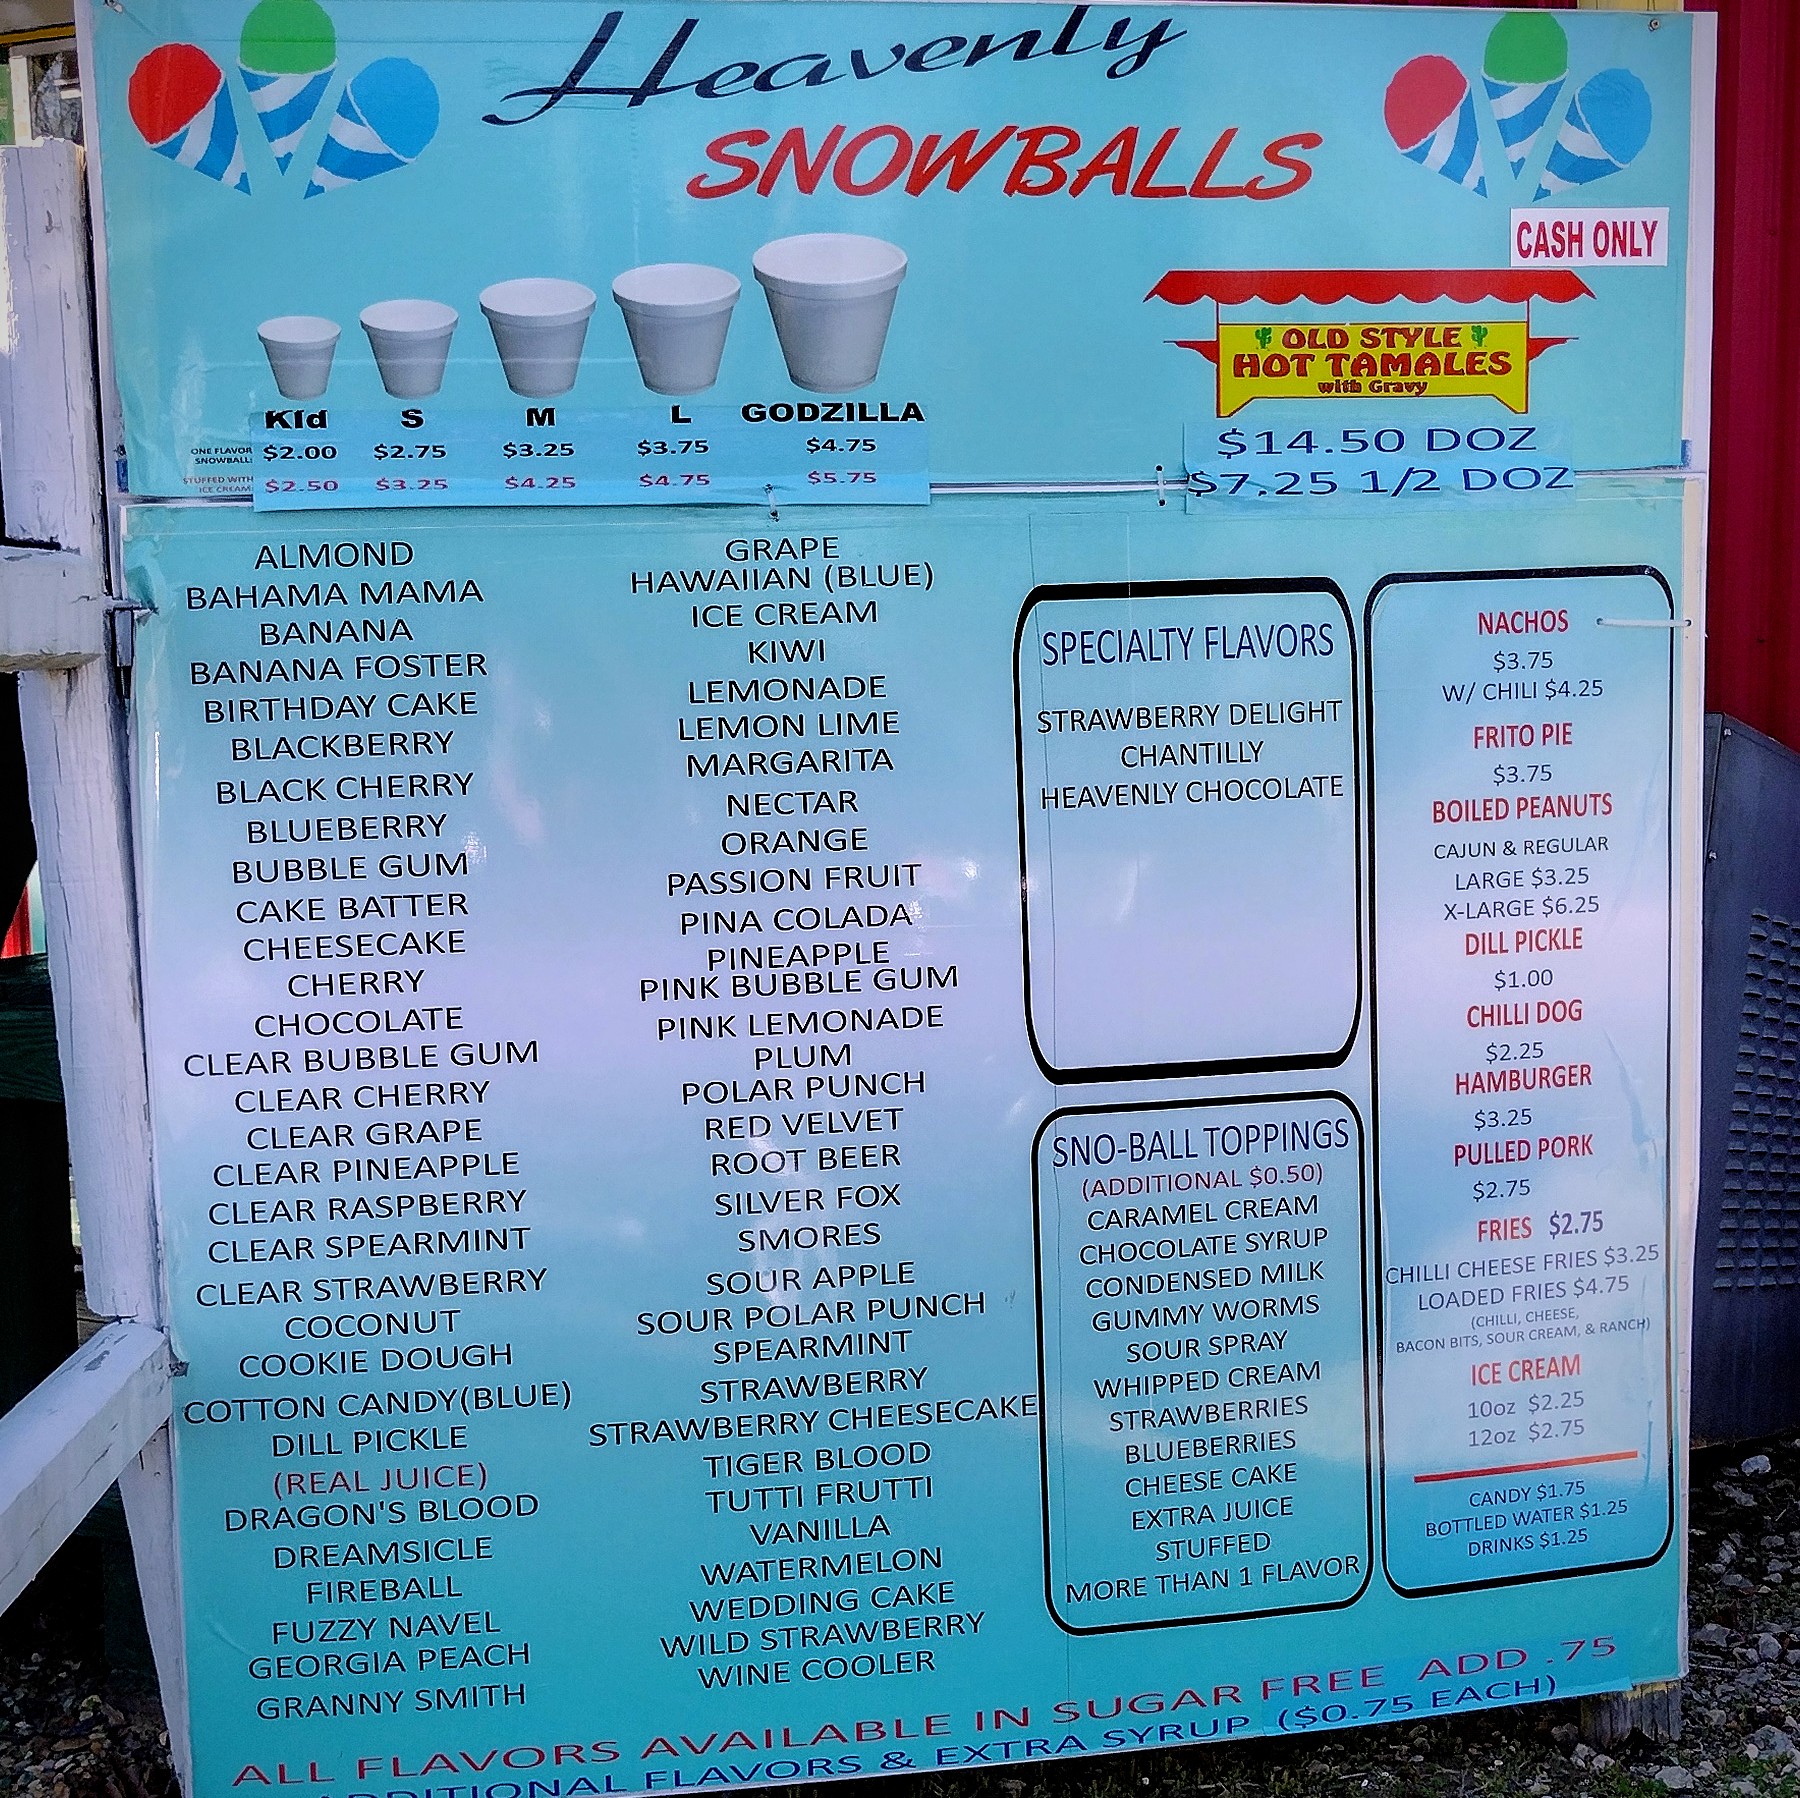 Heavenly
SNOWBALLS
CASH ONLY
OLD STYLE
HOT TAMALES
with Gravy
$14.50 DOZ
$7.25 1/2 DOZ
Kid S M L GODZILLA
ONE FLAVOR
SNOWBALL:
$2.00 $2.75 $3.25 $3.75 $4.75
STUFFED WITH
ICE CREAM:
$2.50 $3.25 $4.25 $4.75 $5.75
ALMOND
BAHAMA MAMA
BANANA
BANANA FOSTER
BIRTHDAY CAKE
BLACKBERRY
BLACK CHERRY
BLUEBERRY
BUBBLE GUM
CAKE BATTER
CHEESECAKE
CHERRY
CHOCOLATE
CLEAR BUBBLE GUM
CLEAR CHERRY
CLEAR GRAPE
CLEAR PINEAPPLE
CLEAR RASPBERRY
CLEAR SPEARMINT
CLEAR STRAWBERRY
COCONUT
COOKIE DOUGH
COTTON CANDY(BLUE)
DILL PICKLE
(REAL JUICE)
DRAGON'S BLOOD
DREAMSICLE
FIREBALL
FUZZY NAVEL
GEORGIA PEACH
GRANNY SMITH
GRAPE
HAWAIIAN (BLUE)
ICE CREAM
KIWI
LEMONADE
LEMON LIME
MARGARITA
NECTAR
ORANGE
PASSION FRUIT
PINA COLADA
PINEAPPLE
PINK BUBBLE GUM
PINK LEMONADE
PLUM
POLAR PUNCH
RED VELVET
ROOT BEER
SILVER FOX
SMORES
SOUR APPLE
SOUR POLAR PUNCH
SPEARMINT
STRAWBERRY
STRAWBERRY CHEESECAKE
TIGER BLOOD
TUTTI FRUTTI
VANILLA
WATERMELON
WEDDING CAKE
WILD STRAWBERRY
WINE COOLER
SPECIALTY FLAVORS
STRAWBERRY DELIGHT
CHANTILLY
HEAVENLY CHOCOLATE
SNO-BALL TOPPINGS
(ADDITIONAL $0.50)
CARAMEL CREAM
CHOCOLATE SYRUP
CONDENSED MILK
GUMMY WORMS
SOUR SPRAY
WHIPPED CREAM
STRAWBERRIES
BLUEBERRIES
CHEESE CAKE
EXTRA JUICE
STUFFED
MORE THAN 1 FLAVOR
NACHOS
$3.75
W/ CHILI $4.25
FRITO PIE
$3.75
BOILED PEANUTS
CAJUN & REGULAR
LARGE $3.25
X-LARGE $6.25
DILL PICKLE
$1.00
CHILLI DOG
$2.25
HAMBURGER
$3.25
PULLED PORK
$2.75
FRIES $2.75
CHILLI CHEESE FRIES $3.25
LOADED FRIES $4.75
(CHILLI, CHEESE,
BACON BITS, SOUR CREAM, & RANCH)
ICE CREAM
10oz $2.25
12oz $2.75
CANDY $1.75
BOTTLED WATER $1.25
DRINKS $1.25
ALL FLAVORS AVAILABLE IN SUGAR FREE ADD .75
ADDITIONAL FLAVORS & EXTRA SYRUP ($0.75 EACH)